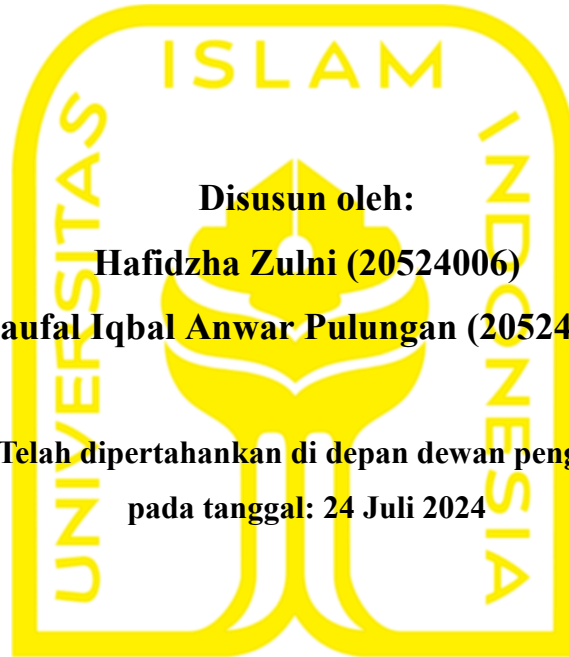 UNIVERSITAS
ISLAM
INDONESIA
Disusun oleh:
Hafidzha Zulni (20524006)
aufal Iqbal Anwar Pulungan (20524
Telah dipertahankan di depan dewan peng
pada tanggal: 24 Juli 2024